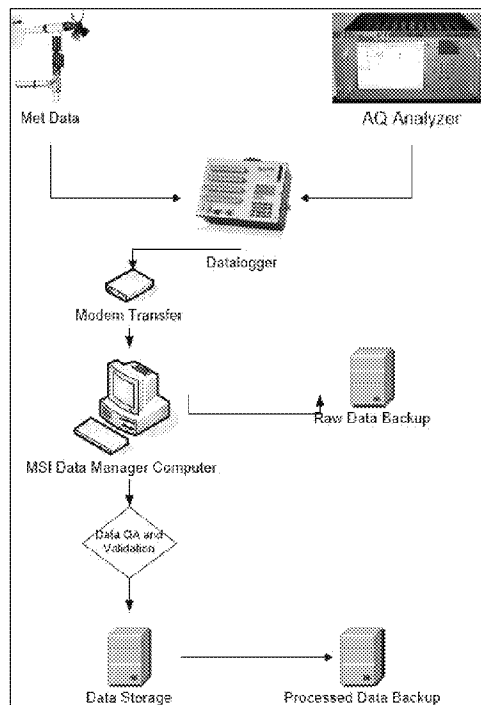 Met Data
AQ Analyzer
Datalogger
Modem Transfer
Raw Data Backup
MSI Data Manager Computer
Data QA and
Validation
Data Storage
Processed Data Backup